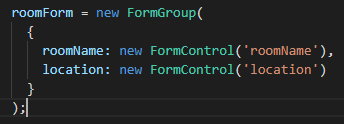 roomForm = new FormGroup(
{
roomName: new FormControl('roomName'),
location: new FormControl('location')
}
);